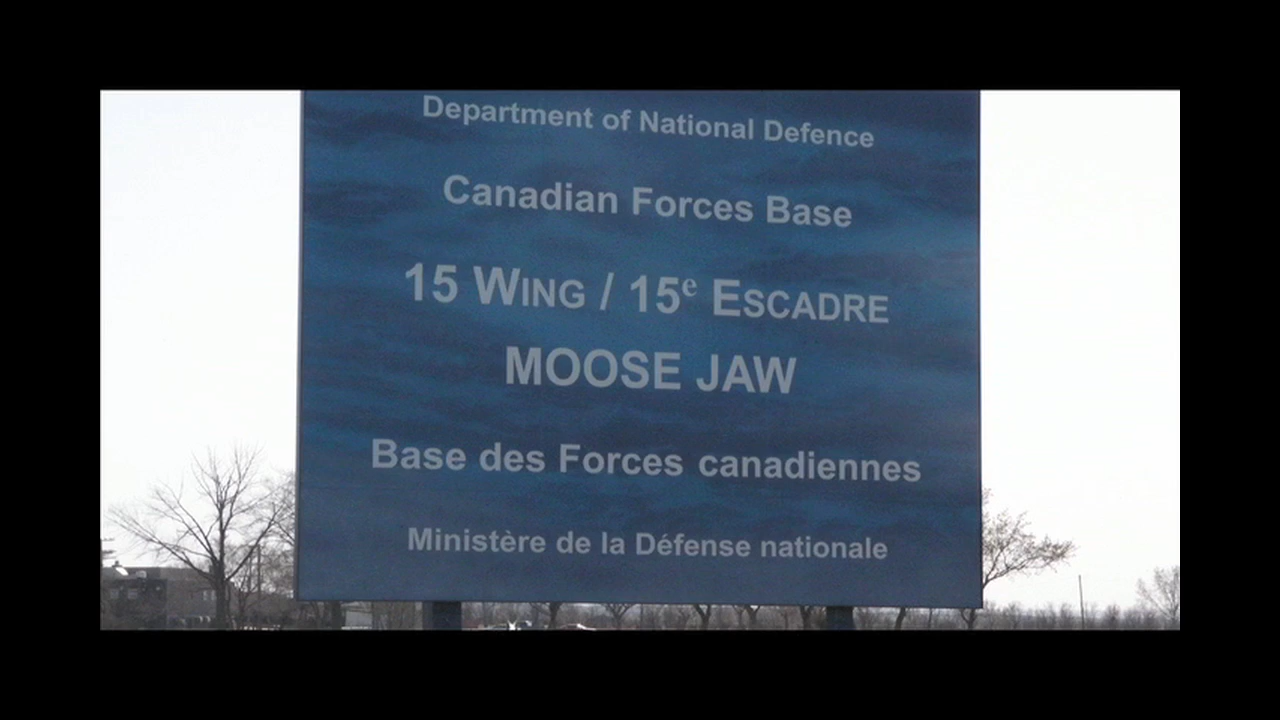 Department of National Defence
Canadian Forces Base
15 WING / 15e ESCADRE
MOOSE JAW
Base des Forces canadiennes
Ministère de la Défense nationale